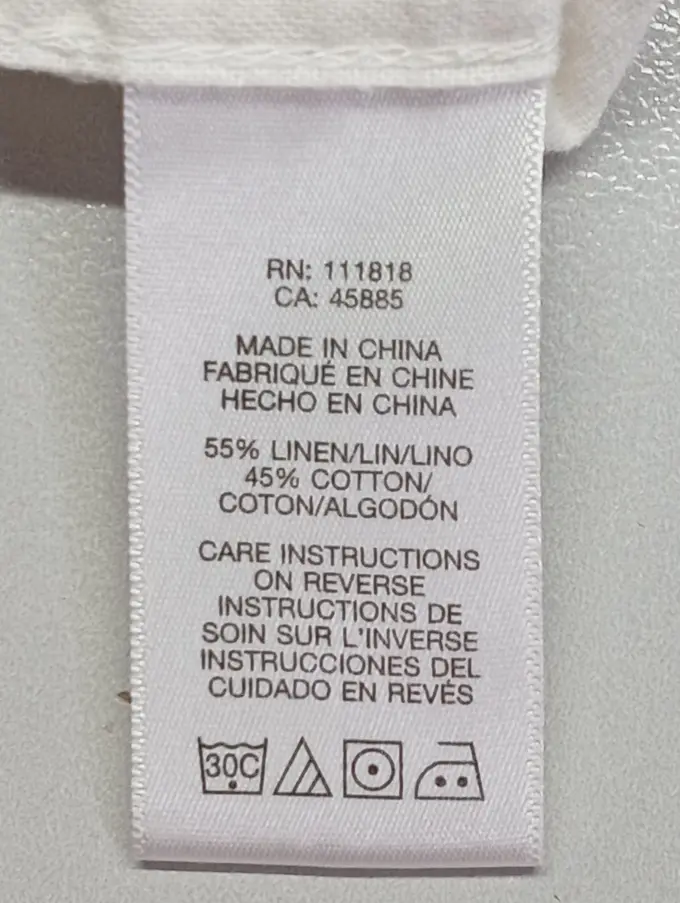 RN: 111818
CA: 45885
MADE IN CHINA
FABRIQUÉ EN CHINE
HECHO EN CHINA
55% LINEN/LIN/LINO
45% COTTON/
COTON/ALGODÓN
CARE INSTRUCTIONS
ON REVERSE
INSTRUCTIONS DE
SOIN SUR L'INVERSE
INSTRUCCIONES DEL
CUIDADO EN REVÉS
30C